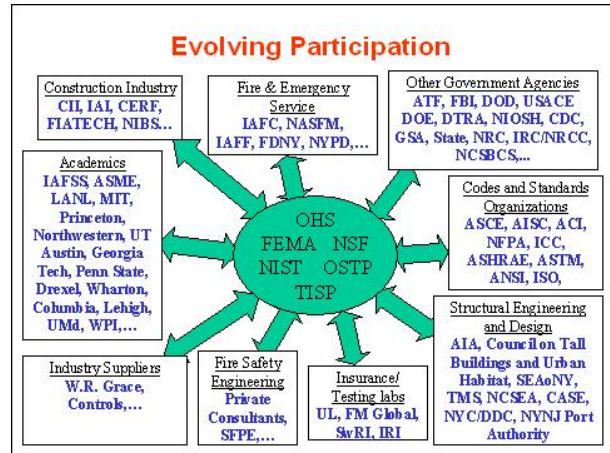 Evolving Participation
Construction Industry
CII, IAI, CERF,
FIATECH, NIBS...
Fire & Emergency
Service
IAFC, NASFM,
IAFF, FDNY, NYPD,...
Other Government Agencies
ATF, FBI, DOD, USACE
DOE, DTRA, NIOSH, CDC,
GSA, State, NRC, IRC/NRCC,
NCSBCS,...
Academics
IAFSS, ASME,
LANL, MIT,
Princeton,
Northwestern, UT
Austin, Georgia
Tech, Penn State,
Drexel, Wharton,
Columbia, Lehigh,
UMd, WPI,...
OHS
FEMA NSF
NIST OSTP
TISP
Codes and Standards
Organizations
ASCE, AISC, ACI,
NFPA, ICC,
ASHRAE, ASTM,
ANSI, ISO,
Industry Suppliers
W.R. Grace,
Controls,...
Fire Safety
Engineering
Private
Consultants,
SFPE,...
Insurance/
Testing labs
UL, FM Global,
SwRI, IRI
Structural Engineering
and Design
AIA, Council on Tall
Buildings and Urban
Habitat, SEAoNY,
TMS, NCSEA, CASE,
NYC/DDC, NYNJ Port
Authority